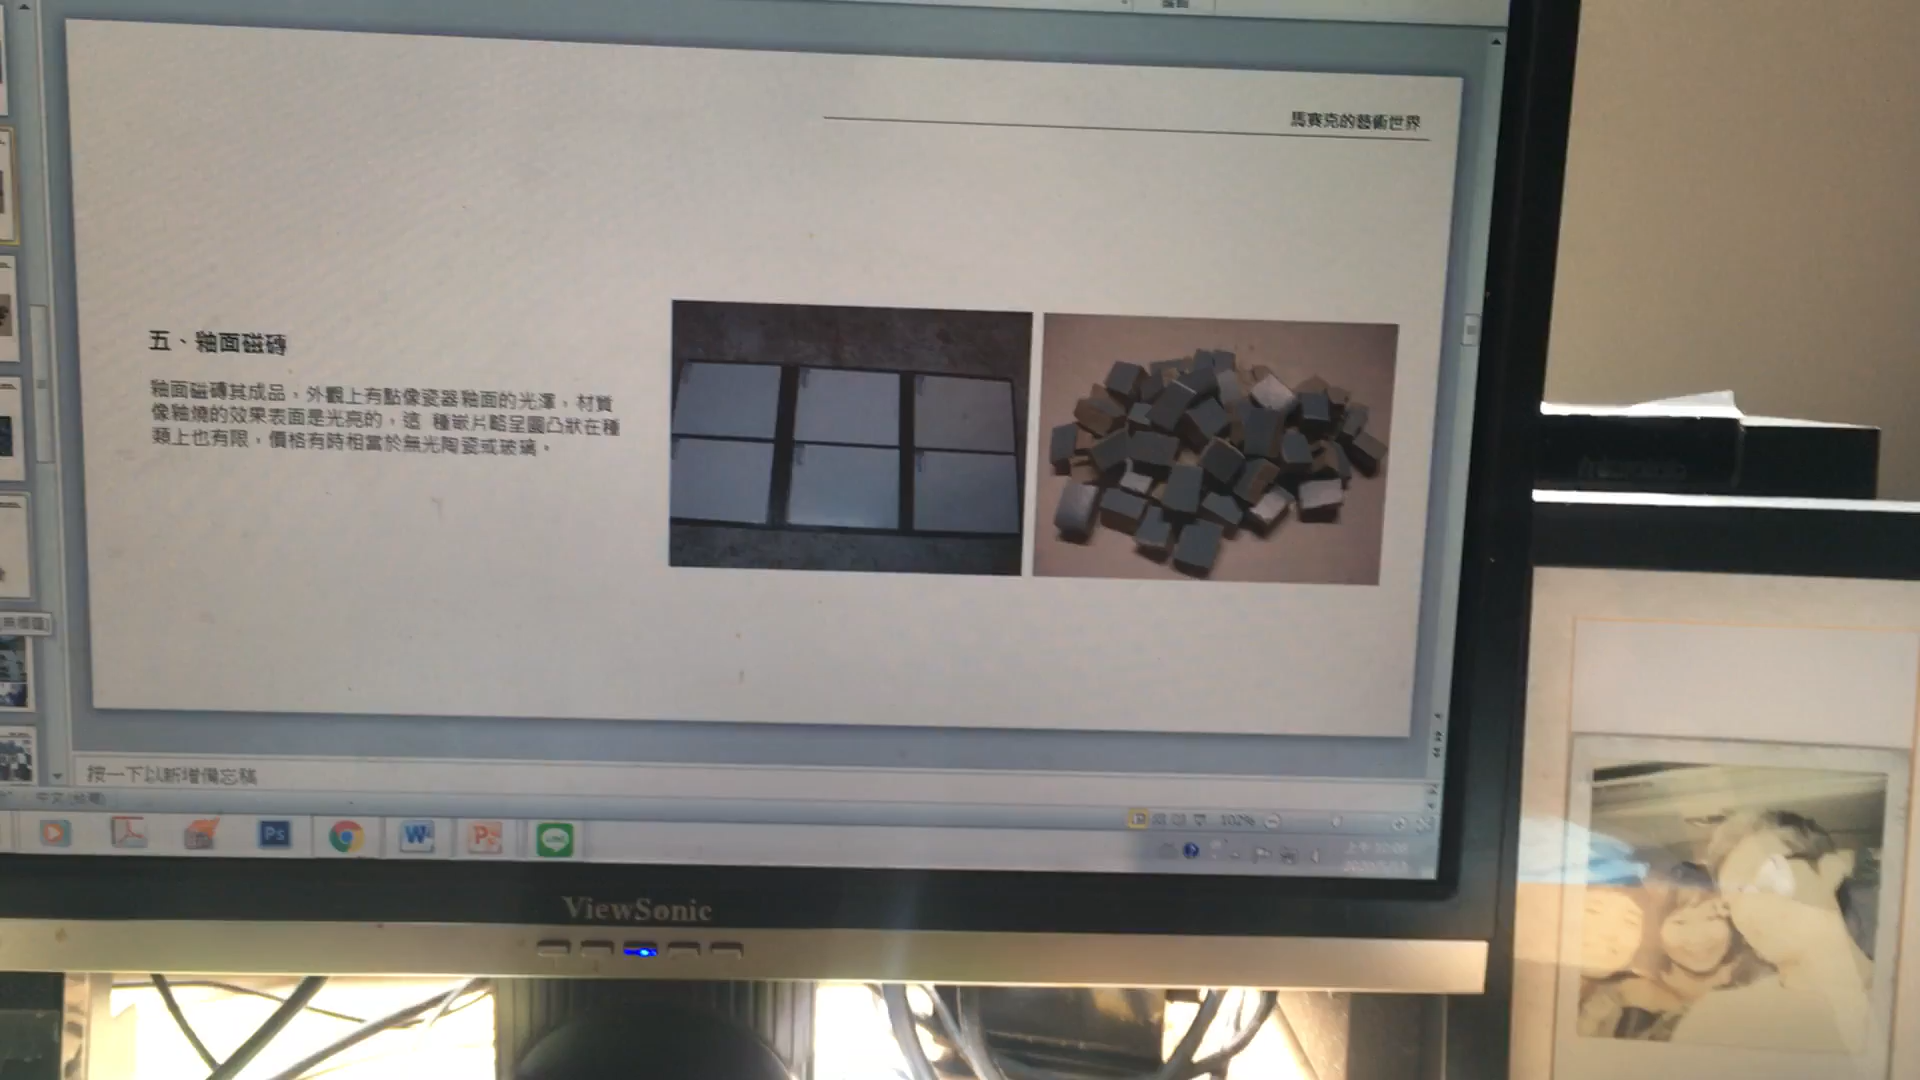 編輯
馬賽克的藝術世界
五、釉面磁磚
釉面磁磚其成品，外觀上有點像瓷器釉面的光澤，材質
像釉燒的效果表面是光亮的，這 種嵌片略呈圓凸狀在種
類上也有限，價格有時相當於無光陶瓷或玻璃。
按一下以新增備忘稿
102%
Ps
W
P
ViewSonic